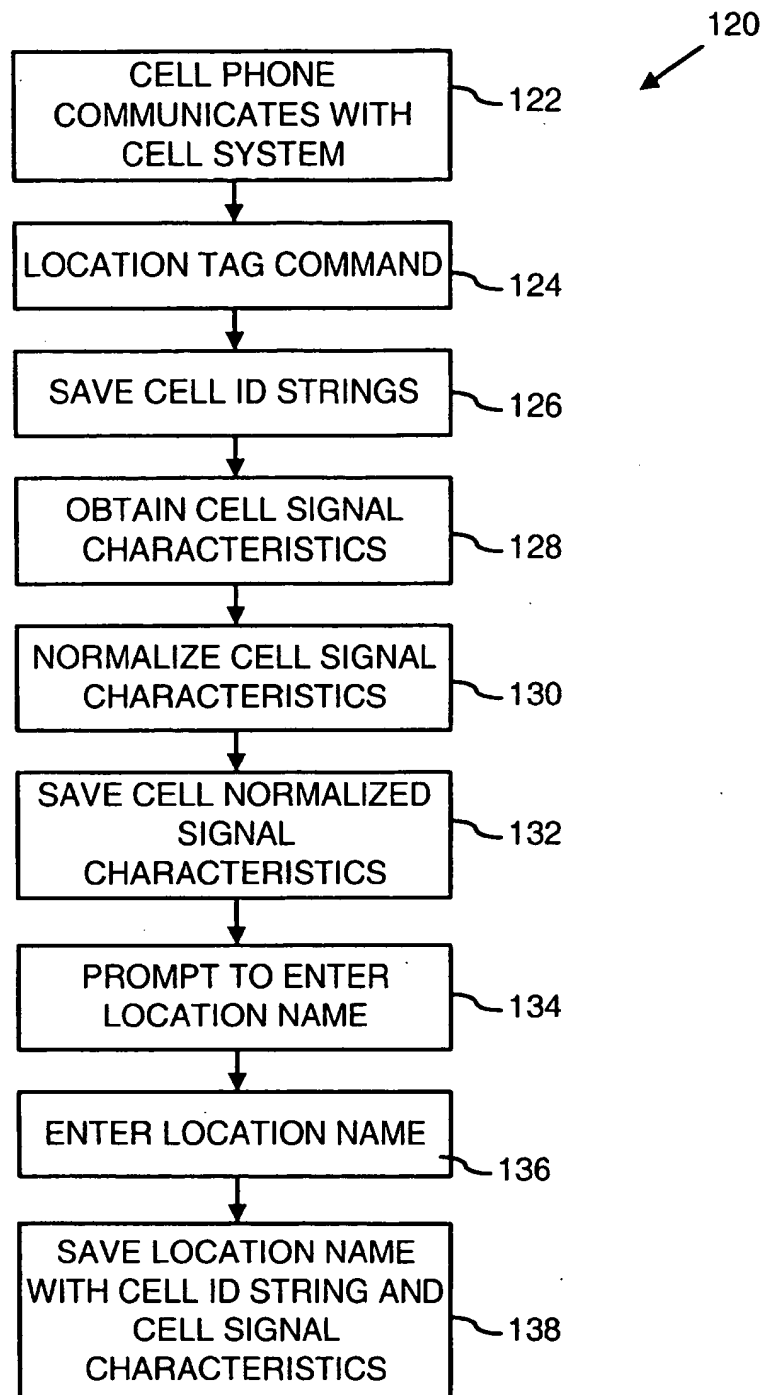 120
CELL PHONE
COMMUNICATES WITH
CELL SYSTEM
122
LOCATION TAG COMMAND
124
SAVE CELL ID STRINGS
126
OBTAIN CELL SIGNAL
CHARACTERISTICS
128
NORMALIZE CELL SIGNAL
CHARACTERISTICS
130
SAVE CELL NORMALIZED
SIGNAL
CHARACTERISTICS
132
PROMPT TO ENTER
LOCATION NAME
134
ENTER LOCATION NAME
136
SAVE LOCATION NAME
WITH CELL ID STRING AND
CELL SIGNAL
CHARACTERISTICS
138